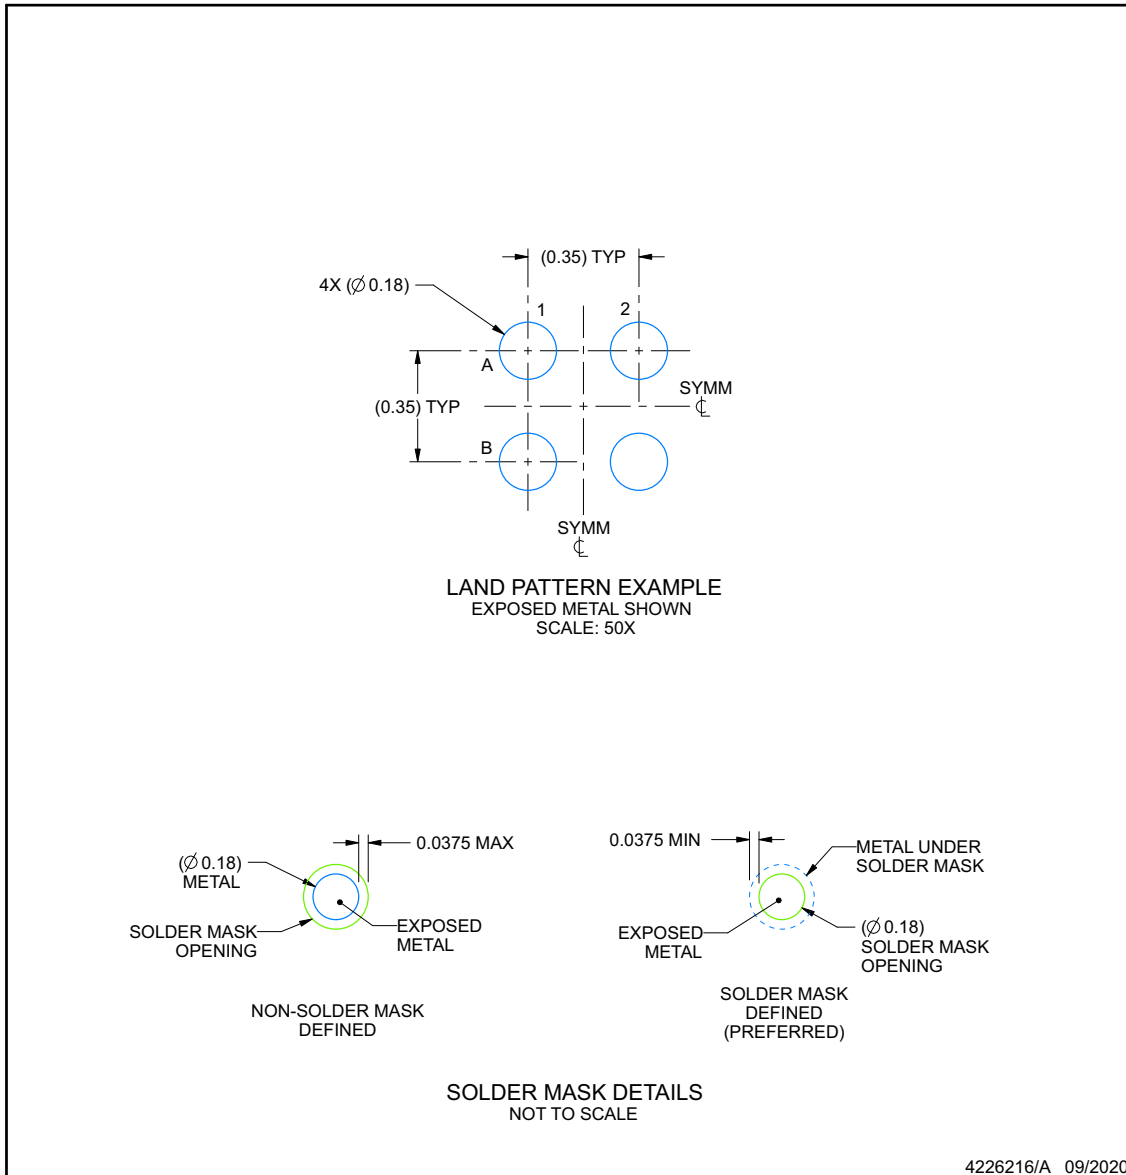 (0.35) TYP
4X (∅ 0.18)
1
2
A
SYMM
℄
(0.35) TYP
B
SYMM
℄
LAND PATTERN EXAMPLE
EXPOSED METAL SHOWN
SCALE: 50X
0.0375 MAX
(∅ 0.18)
METAL
SOLDER MASK
OPENING
EXPOSED
METAL
NON-SOLDER MASK
DEFINED
0.0375 MIN
METAL UNDER
SOLDER MASK
EXPOSED
METAL
(∅ 0.18)
SOLDER MASK
OPENING
SOLDER MASK
DEFINED
(PREFERRED)
SOLDER MASK DETAILS
NOT TO SCALE
4226216/A 09/2020